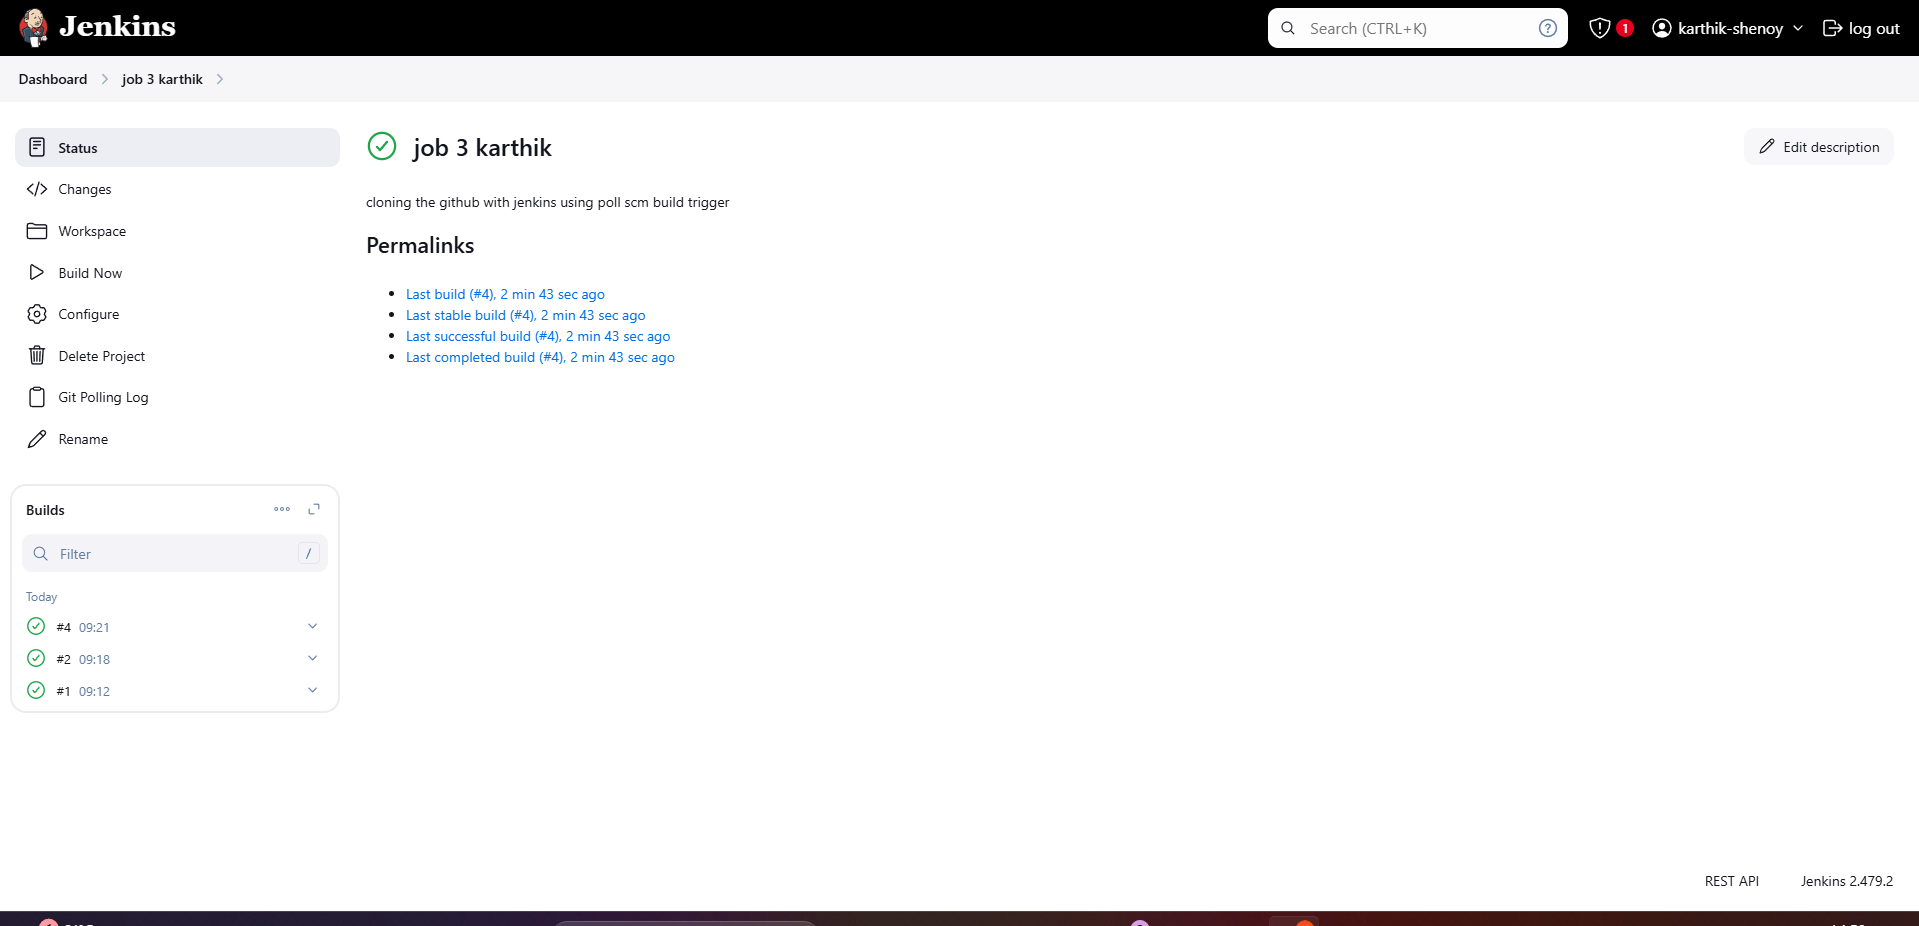 Jenkins
Search (CTRL+K)
?
1
karthik-shenoy
log out
Dashboard
job 3 karthik
Status
Changes
Workspace
Build Now
Configure
Delete Project
Git Polling Log
Rename
Builds
Filter
/
Today
#4 09:21
#2 09:18
#1 09:12
job 3 karthik
Edit description
cloning the github with jenkins using poll scm build trigger
Permalinks
Last build (#4), 2 min 43 sec ago
Last stable build (#4), 2 min 43 sec ago
Last successful build (#4), 2 min 43 sec ago
Last completed build (#4), 2 min 43 sec ago
REST API
Jenkins 2.479.2